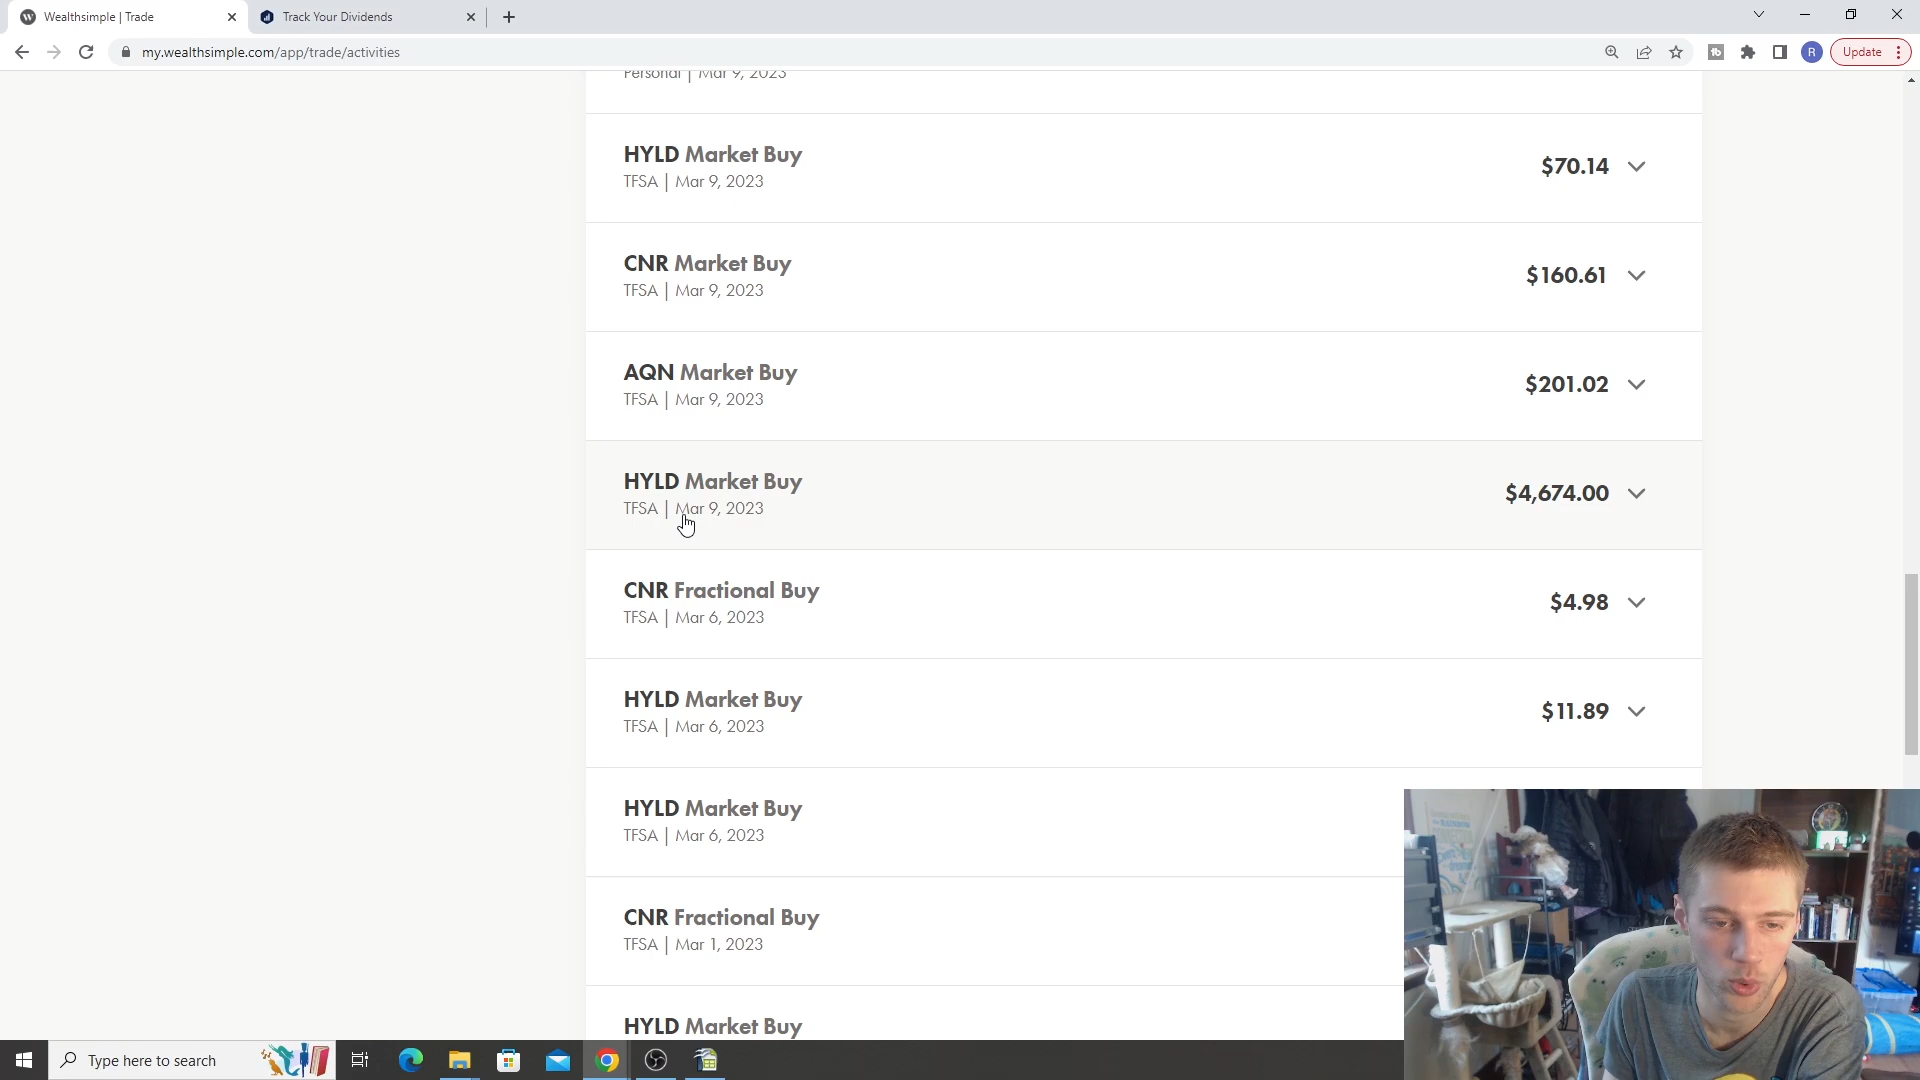 Wealthsimple | Trade
Track Your Dividends
my.wealthsimple.com/app/trade/activities
Update
Personal | Mar 9, 2023
HYLD Market Buy
TFSA | Mar 9, 2023
$70.14
CNR Market Buy
TFSA | Mar 9, 2023
$160.61
AQN Market Buy
TFSA | Mar 9, 2023
$201.02
HYLD Market Buy
TFSA | Mar 9, 2023
$4,674.00
CNR Fractional Buy
TFSA | Mar 6, 2023
$4.98
HYLD Market Buy
TFSA | Mar 6, 2023
$11.89
HYLD Market Buy
TFSA | Mar 6, 2023
CNR Fractional Buy
TFSA | Mar 1, 2023
HYLD Market Buy
Type here to search